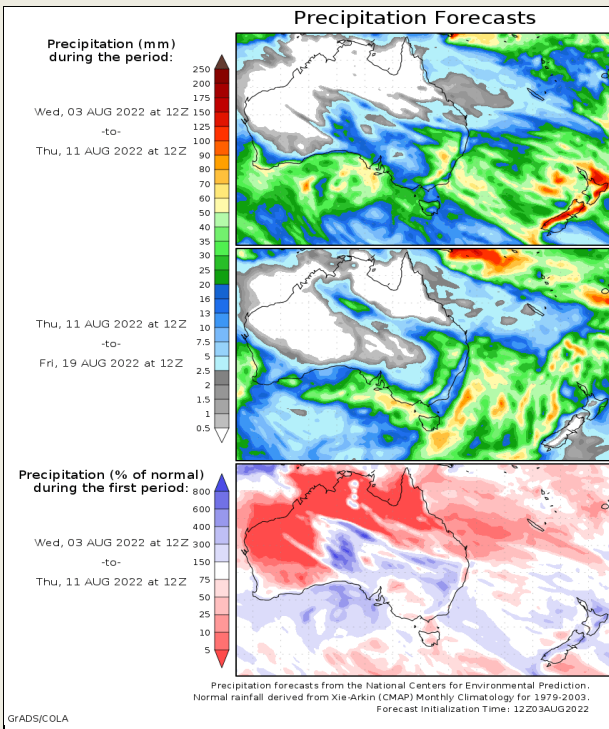 Precipitation Forecasts
Precipitation (mm)
during the period:
Wed, 03 AUG 2022 at 12Z
-to-
Thu, 11 AUG 2022 at 12Z
250
200
175
150
125
100
90
80
70
60
50
40
35
30
25
20
16
13
10
7.5
5
2.5
2
1.5
1
0.5
Thu, 11 AUG 2022 at 12Z
-to-
Fri, 19 AUG 2022 at 12Z
Precipitation (% of normal)
during the first period:
Wed, 03 AUG 2022 at 12Z
-to-
Thu, 11 AUG 2022 at 12Z
800
600
400
300
150
75
50
25
10
5
Precipitation forecasts from the National Centers for Environmental Prediction.
Normal rainfall derived from Xie-Arkin (CMAP) Monthly Climatology for 1979-2003.
Forecast Initialization Time: 12Z03AUG2022
GrADS/COLA